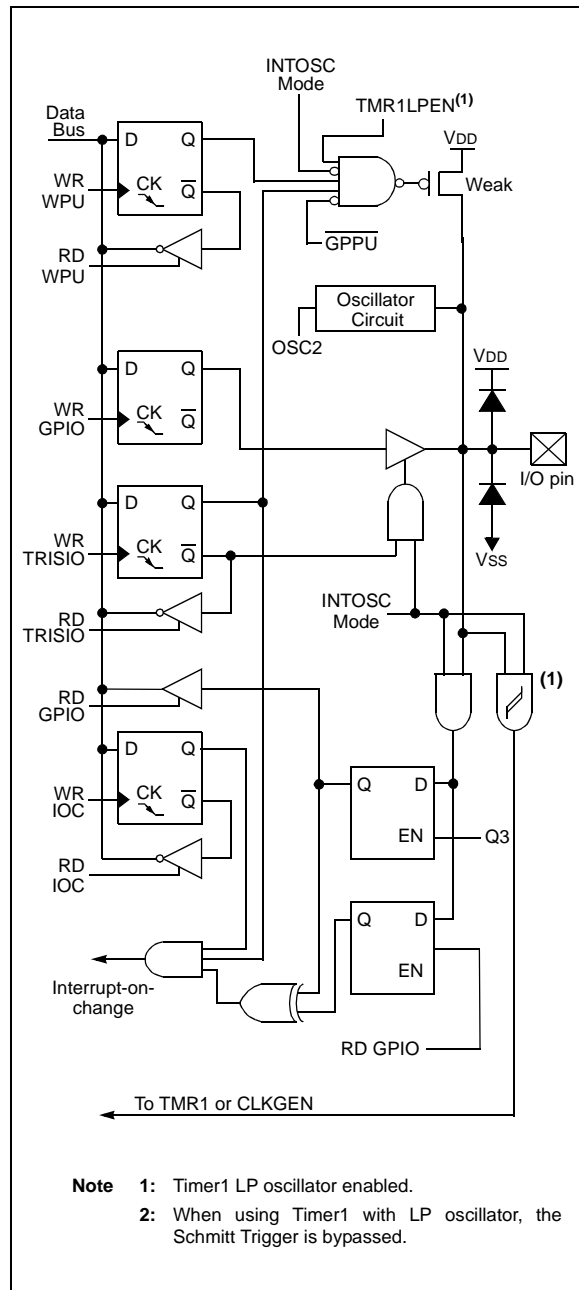 INTOSC
Mode
TMR1LPEN(1)
Data
Bus
VDD
D Q
WR
WPU
CK
Q
Weak
GPPU
RD
WPU
Oscillator
Circuit
OSC2
VDD
D Q
WR
GPIO
CK
Q
I/O pin
D Q
WR
TRISIO
CK
Q
VSS
INTOSC
Mode
RD
TRISIO
(1)
RD
GPIO
D Q
WR
IOC
CK
Q
Q D
EN
Q3
RD
IOC
Q D
EN
Interrupt-on-
change
RD GPIO
To TMR1 or CLKGEN
Note 1: Timer1 LP oscillator enabled.
2: When using Timer1 with LP oscillator, the
Schmitt Trigger is bypassed.